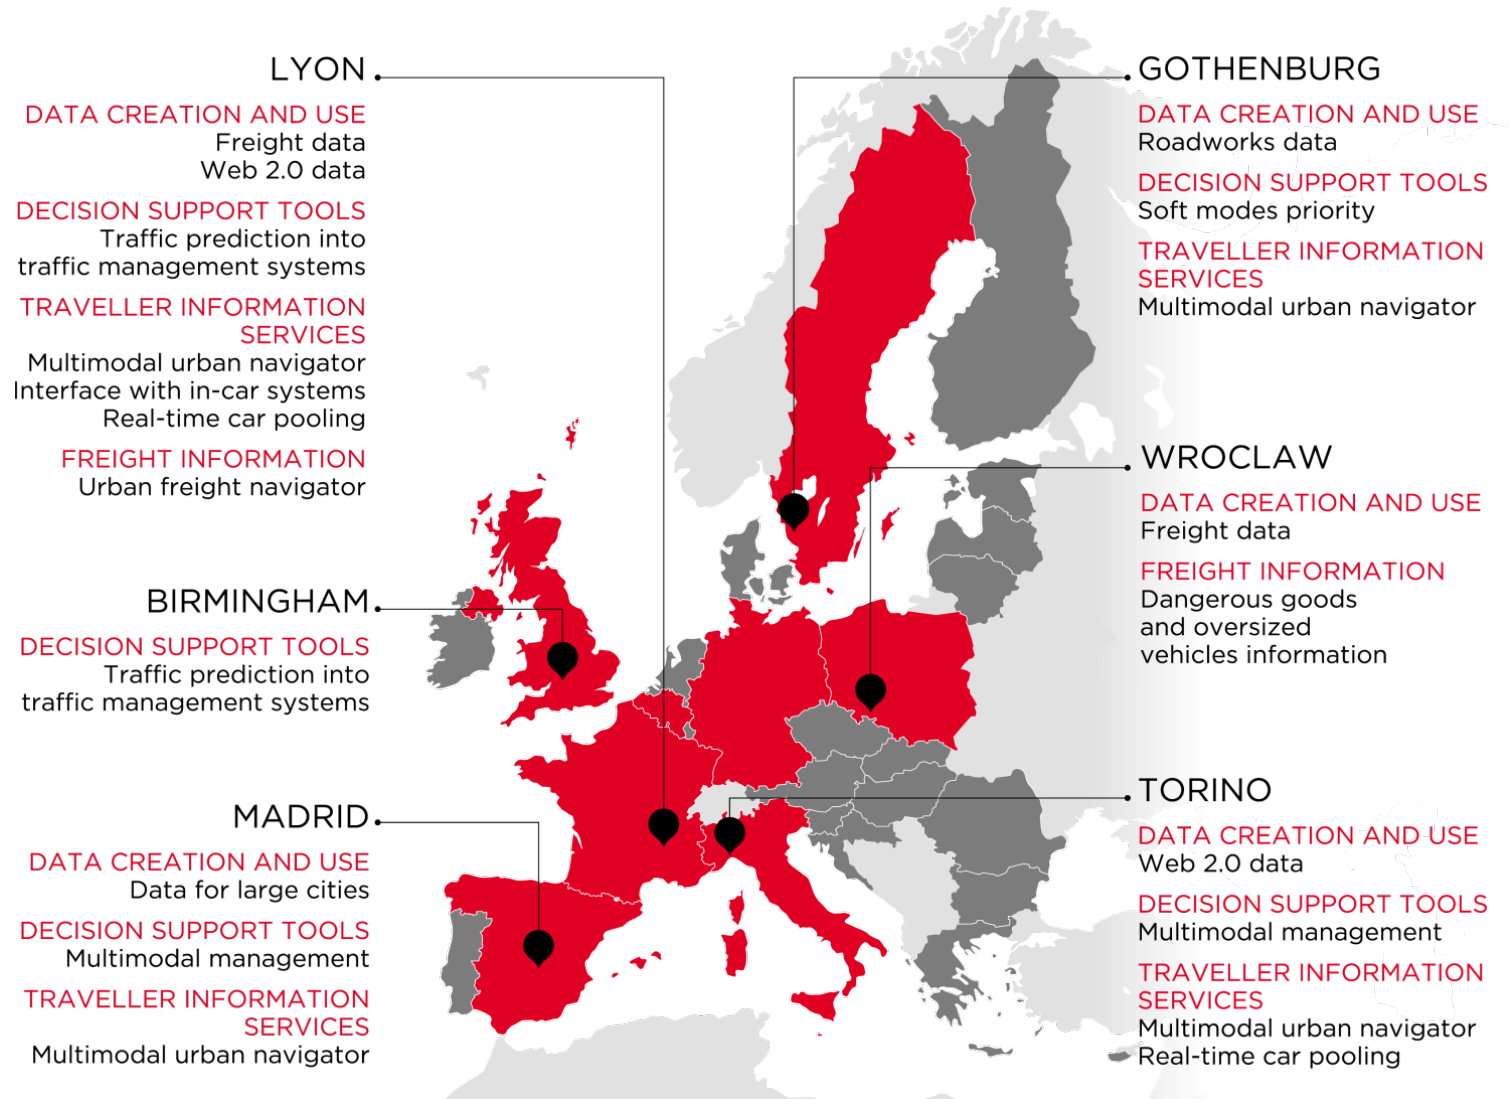 LYON
DATA CREATION AND USE
Freight data
Web 2.0 data
DECISION SUPPORT TOOLS
Traffic prediction into
traffic management systems
TRAVELLER INFORMATION
SERVICES
Multimodal urban navigator
Interface with in-car systems
Real-time car pooling
FREIGHT INFORMATION
Urban freight navigator
BIRMINGHAM
DECISION SUPPORT TOOLS
Traffic prediction into
traffic management systems
MADRID
DATA CREATION AND USE
Data for large cities
DECISION SUPPORT TOOLS
Multimodal management
TRAVELLER INFORMATION
SERVICES
Multimodal urban navigator
GOTHENBURG
DATA CREATION AND USE
Roadworks data
DECISION SUPPORT TOOLS
Soft modes priority
TRAVELLER INFORMATION
SERVICES
Multimodal urban navigator
WROCLAW
DATA CREATION AND USE
Freight data
FREIGHT INFORMATION
Dangerous goods
and oversized
vehicles information
TORINO
DATA CREATION AND USE
Web 2.0 data
DECISION SUPPORT TOOLS
Multimodal management
TRAVELLER INFORMATION
SERVICES
Multimodal urban navigator
Real-time car pooling